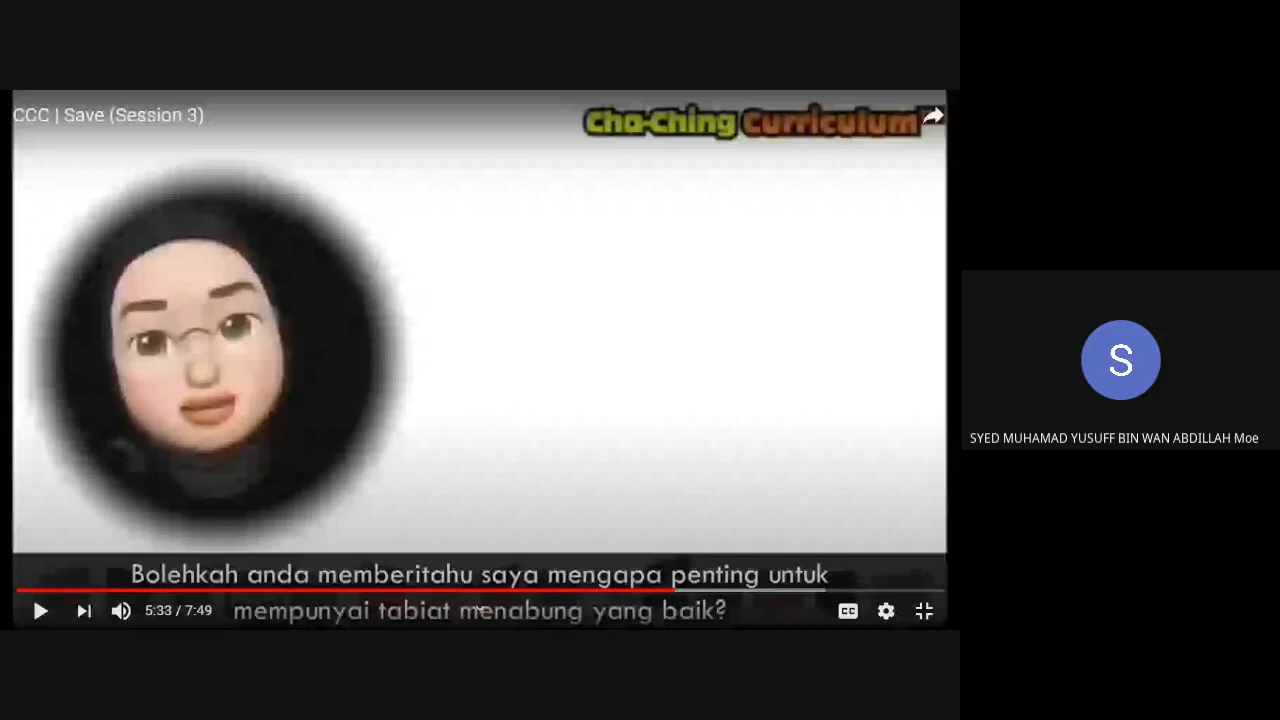 CCC | Save (Session 3)
Cha-Ching Curriculum
Bolehkah anda memberitahu saya mengapa penting untuk
mempunyai tabiat menabung yang baik?
5:33 / 7:49
CC
S
SYED MUHAMAD YUSUFF BIN WAN ABDILLAH Moe